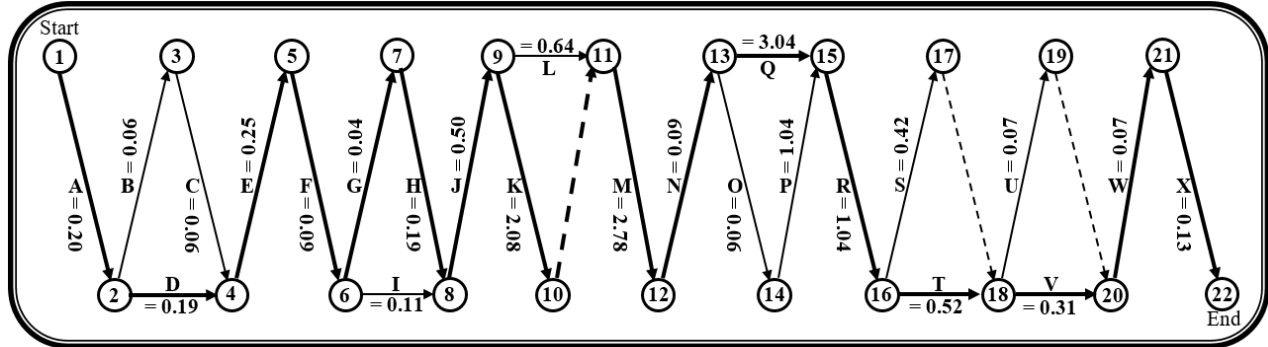 Start
1
3
5
7
9
= 0.64
L
11
13
= 3.04
Q
15
17
19
21
A
= 0.20
B
= 0.06
C
= 0.06
E
= 0.25
F
= 0.09
G
= 0.04
H
= 0.19
J
= 0.50
K
= 2.08
M
= 2.78
N
= 0.09
O
= 0.06
P
= 1.04
R
= 1.04
S
= 0.42
U
= 0.07
W
= 0.07
X
= 0.13
2
D
= 0.19
4
6
I
= 0.11
8
10
12
14
16
T
= 0.52
18
V
= 0.31
20
22
End